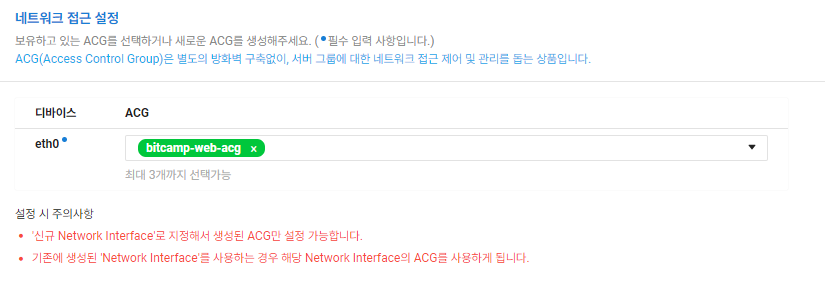 네트워크 접근 설정
보유하고 있는 ACG를 선택하거나 새로운 ACG를 생성해주세요. ( •필수 입력 사항입니다.)
ACG(Access Control Group)은 별도의 방화벽 구축없이, 서버 그룹에 대한 네트워크 접근 제어 및 관리를 돕는 상품입니다.
디바이스 ACG
eth0 • bitcamp-web-acg ×
최대 3개까지 선택가능
설정 시 주의사항
• '신규 Network Interface'로 지정해서 생성된 ACG만 설정 가능합니다.
• 기존에 생성된 'Network Interface'를 사용하는 경우 해당 Network Interface의 ACG를 사용하게 됩니다.